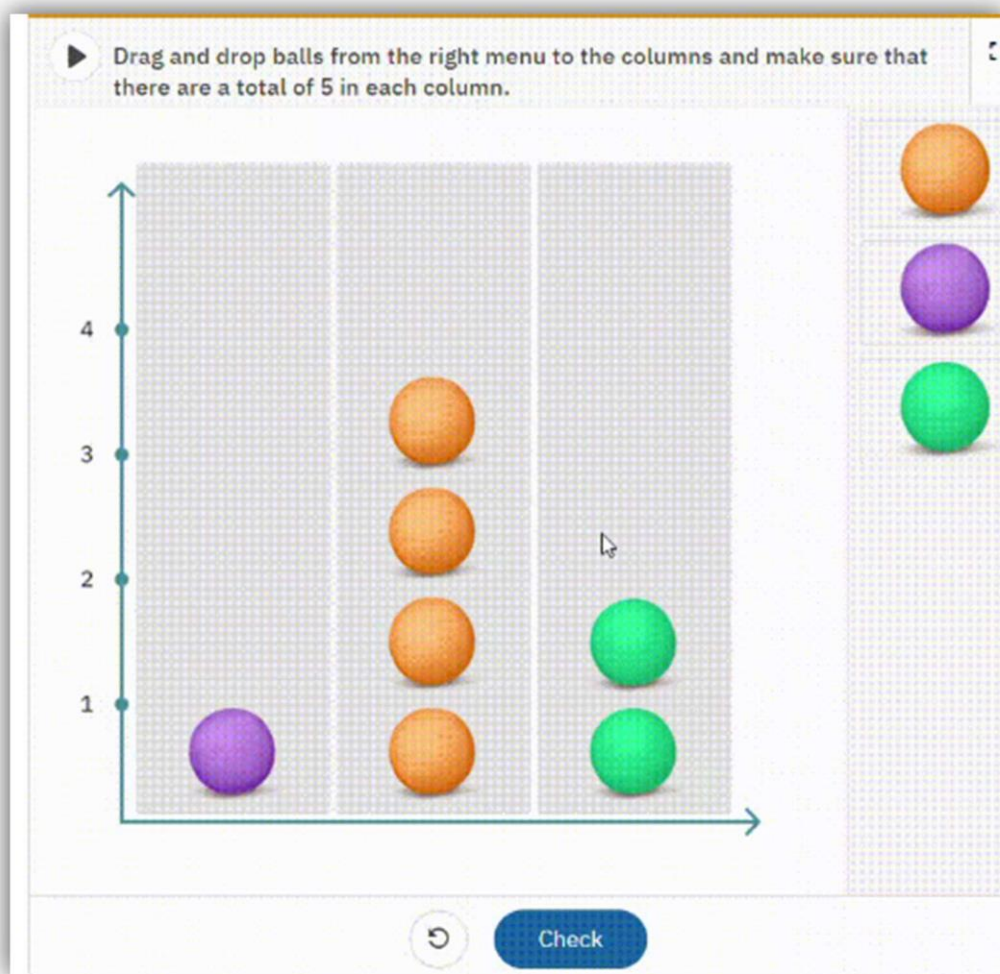 Drag and drop balls from the right menu to the columns and make sure that
there are a total of 5 in each column.
4
3
2
1
Check